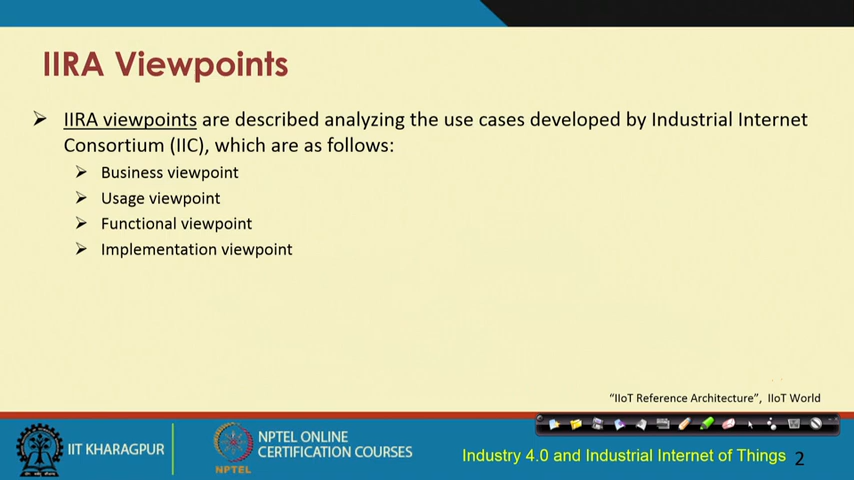 IIRA Viewpoints
IIRA viewpoints are described analyzing the use cases developed by Industrial Internet
Consortium (IIC), which are as follows:
Business viewpoint
Usage viewpoint
Functional viewpoint
Implementation viewpoint
“IIoT Reference Architecture”, IIoT World
IIT KHARAGPUR
NPTEL
NPTEL ONLINE
CERTIFICATION COURSES
Industry 4.0 and Industrial Internet of Things 2